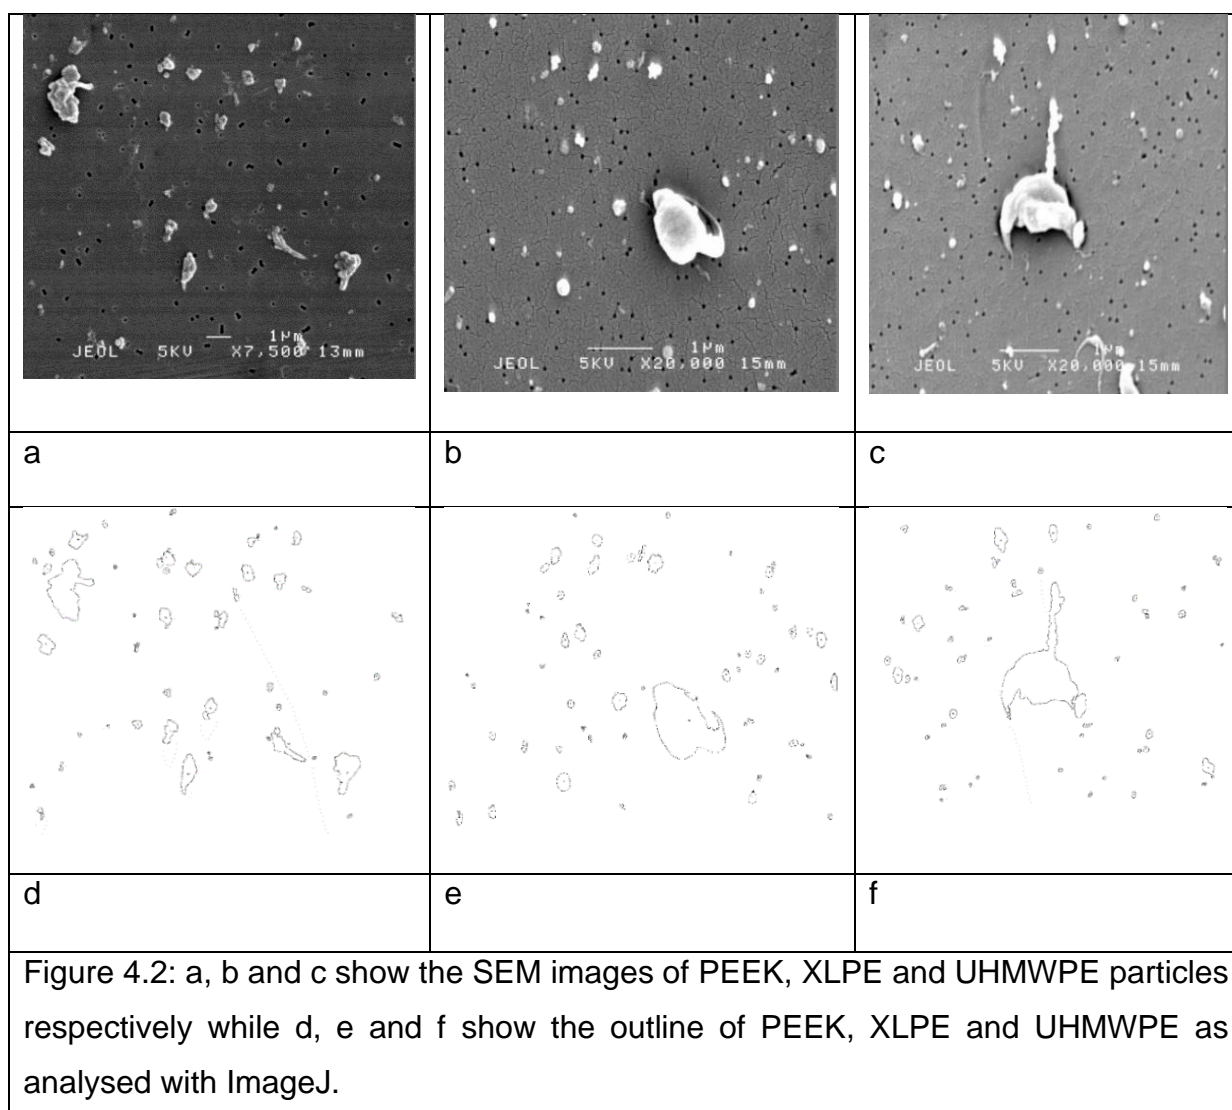 1µm
JEOL 5KV X7,500 13mm
1µm
JEOL 5KV X20,000 15mm
1µm
JEOL 5KV X20,000 15mm
a
b
c
d
e
f
Figure 4.2: a, b and c show the SEM images of PEEK, XLPE and UHMWPE particles
respectively while d, e and f show the outline of PEEK, XLPE and UHMWPE as
analysed with ImageJ.